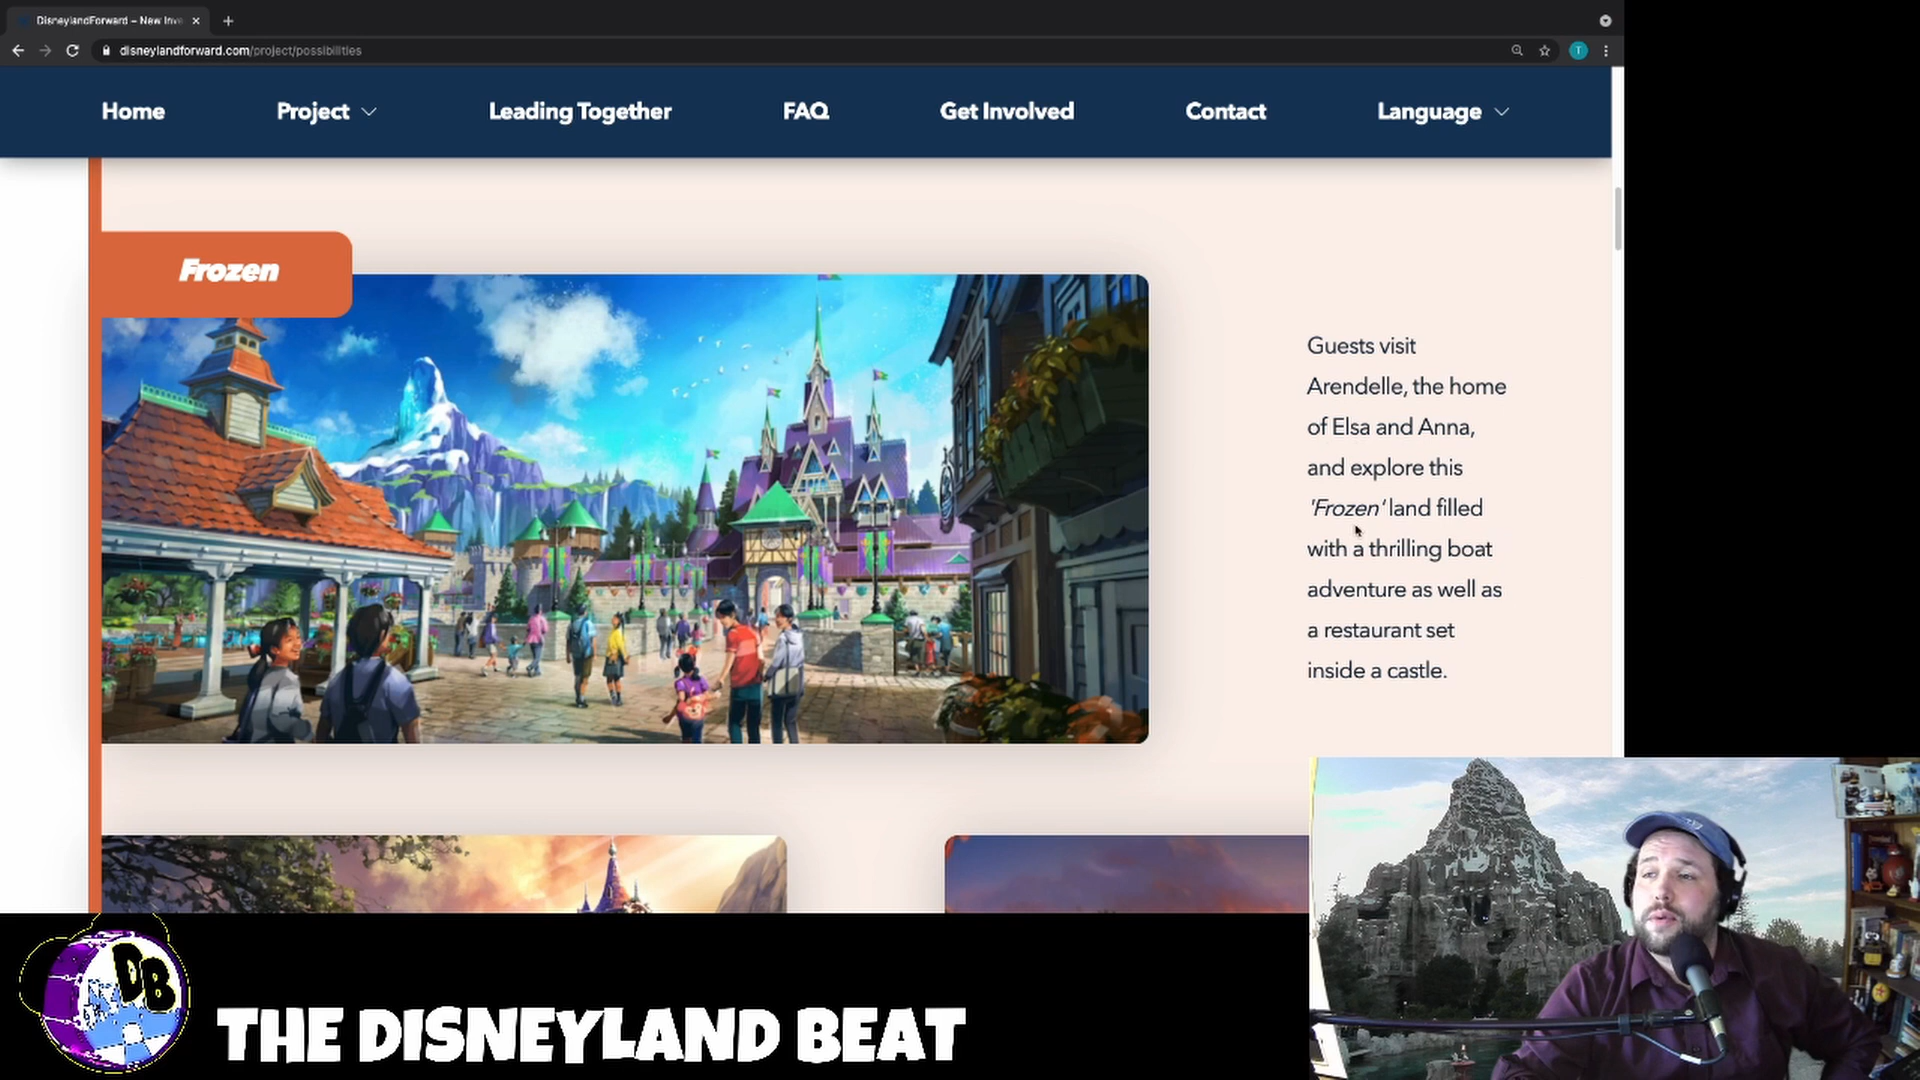 DisneylandForward – New Inve
disneylandforward.com/project/possibilities
T
Home
Project
Leading Together
FAQ
Get Involved
Contact
Language
Frozen
Guests visit
Arendelle, the home
of Elsa and Anna,
and explore this
'Frozen' land filled
with a thrilling boat
adventure as well as
a restaurant set
inside a castle.
DB
THE DISNEYLAND BEAT